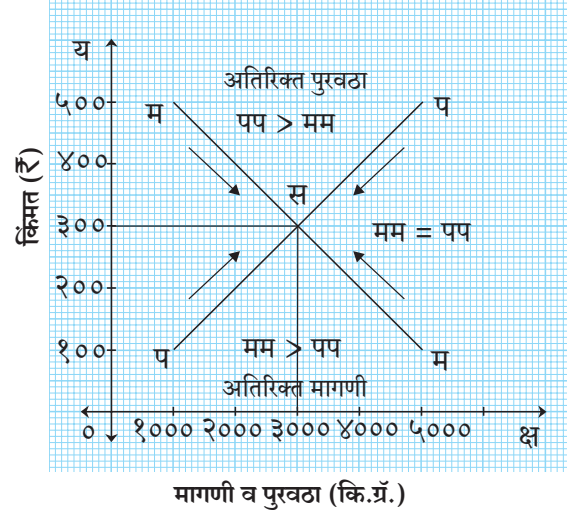 य
अतिरिक्त पुरवठा
५००
म
प
पप > मम
४००
स
किंमत (₹)
३००
मम = पप
२००
१००
प
मम > पप
म
अतिरिक्त मागणी
० १००० २००० ३००० ४००० ५००० क्ष
मागणी व पुरवठा (कि.ग्रॅ.)